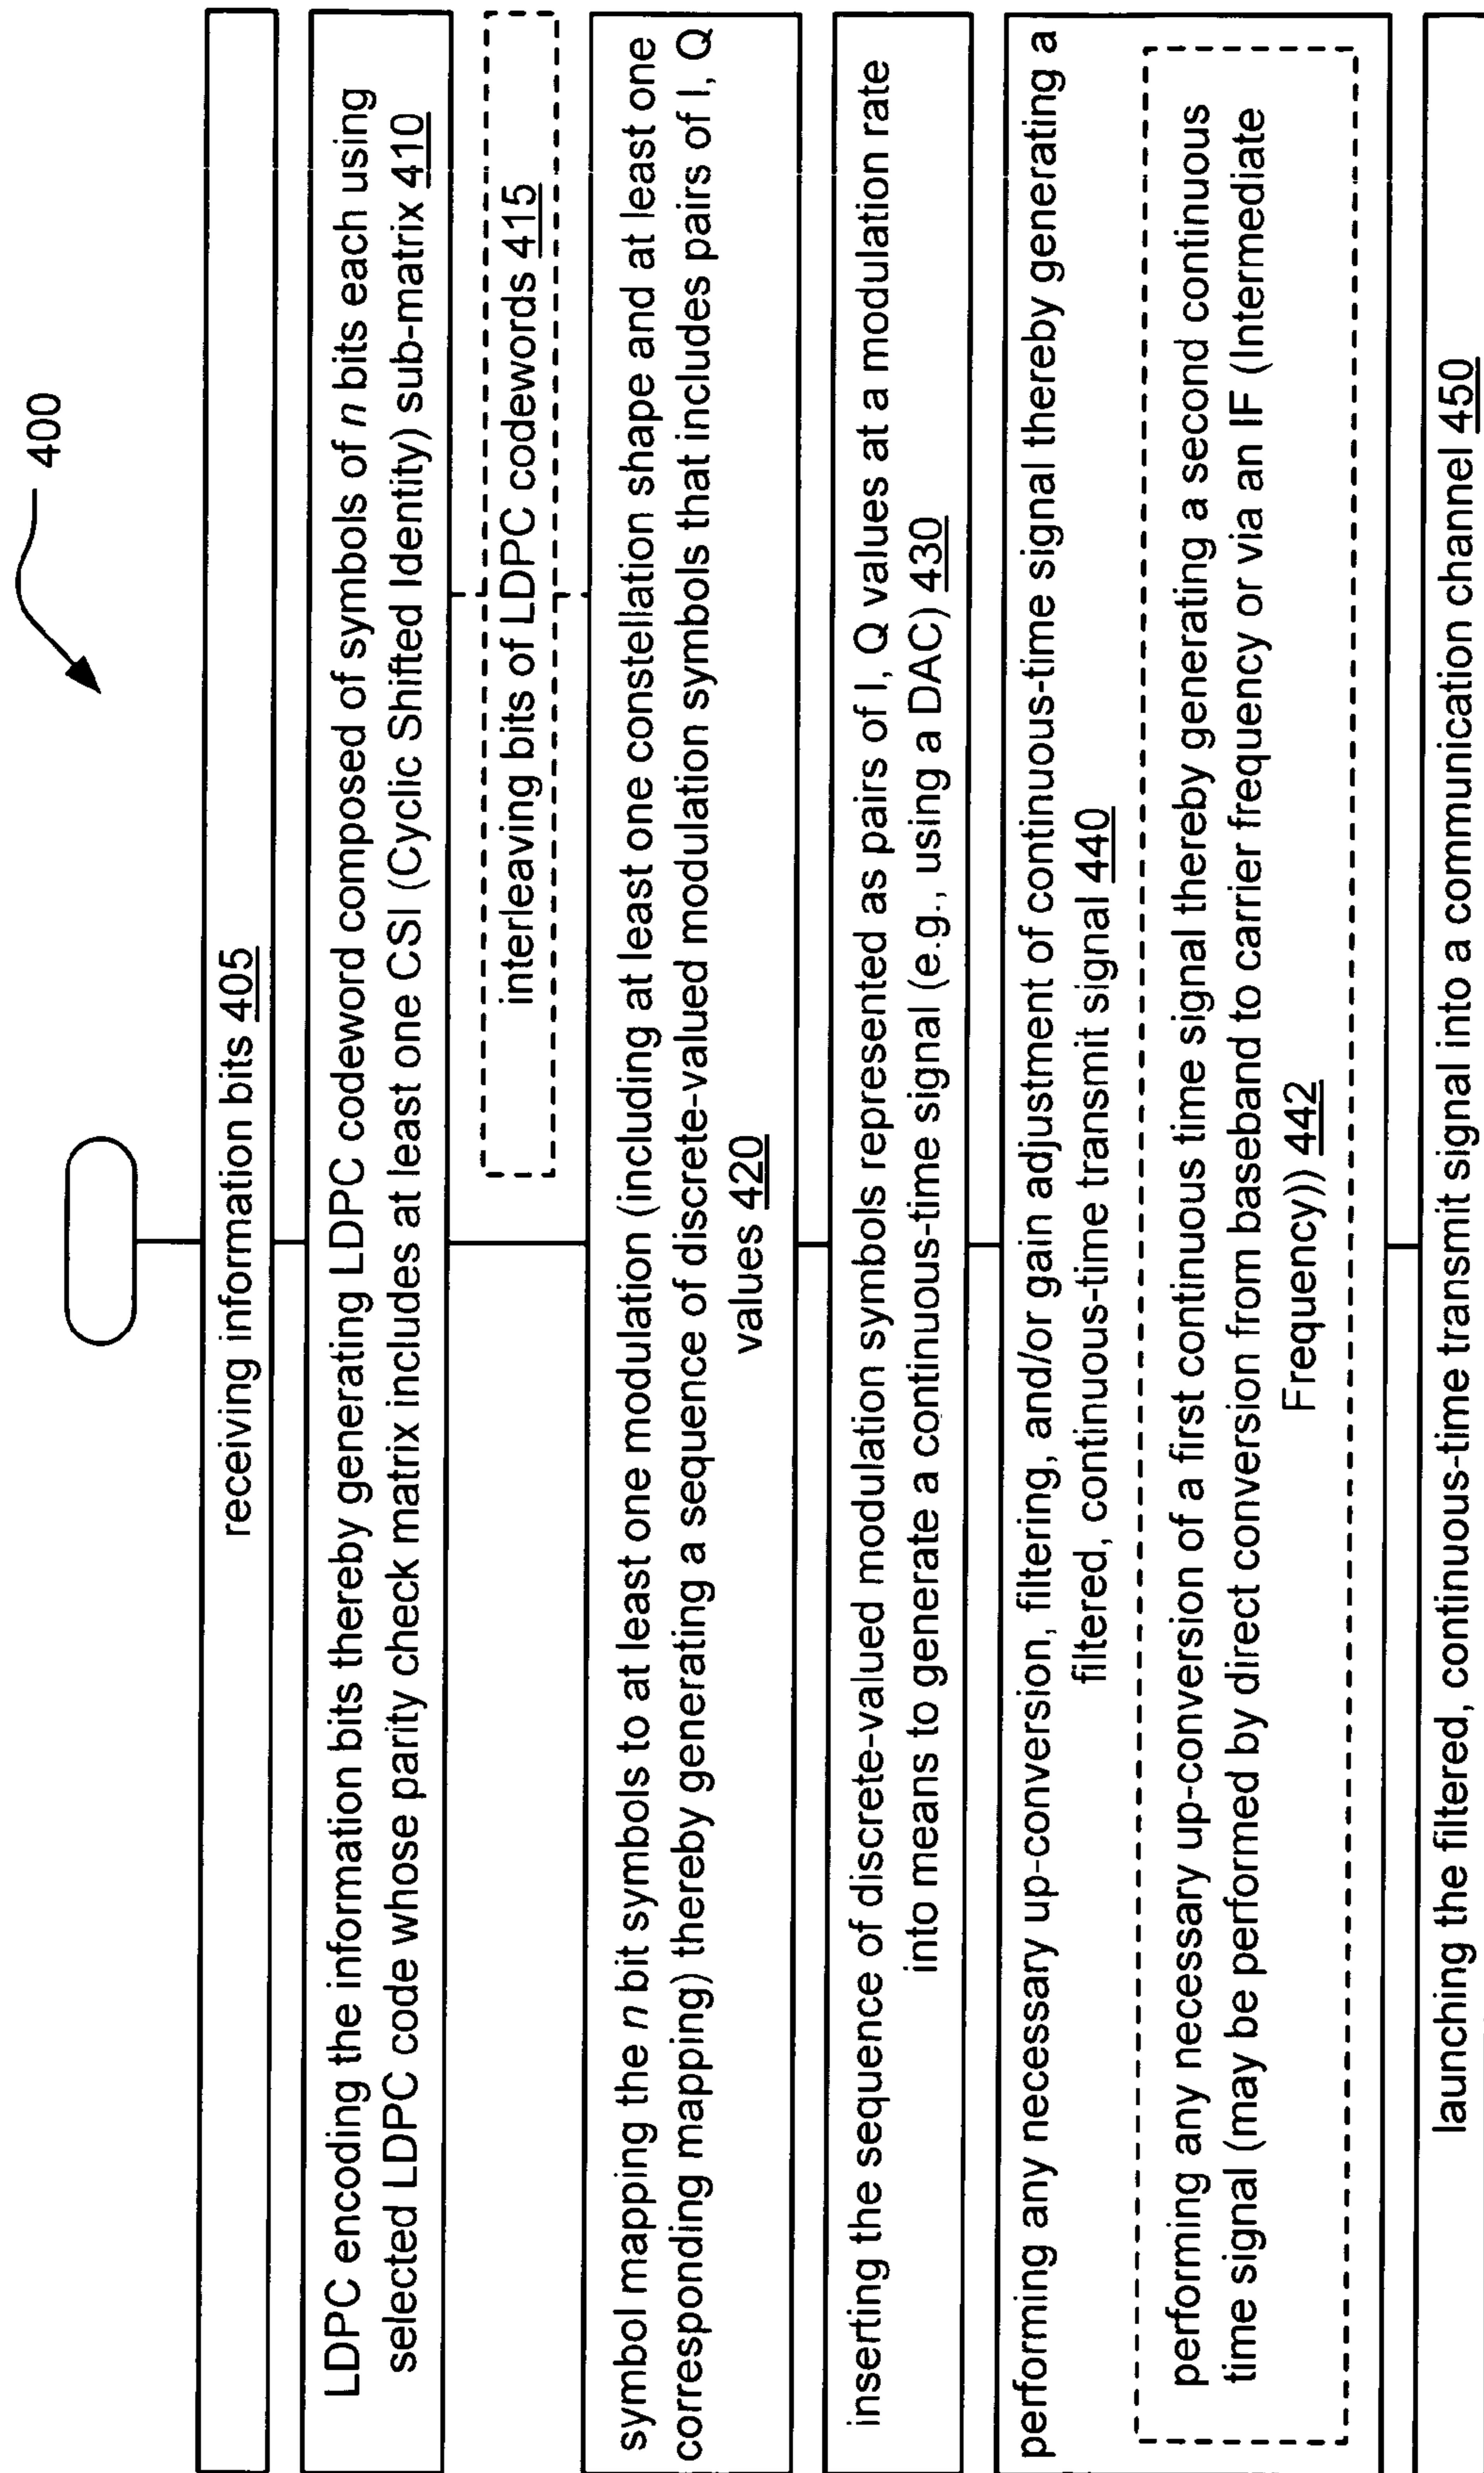 400
receiving information bits 405
LDPC encoding the information bits thereby generating LDPC codeword composed of symbols of n bits each using
selected LDPC code whose parity check matrix includes at least one CSI (Cyclic Shifted Identity) sub-matrix 410
interleaving bits of LDPC codewords 415
symbol mapping the n bit symbols to at least one modulation (including at least one constellation shape and at least one
corresponding mapping) thereby generating a sequence of discrete-valued modulation symbols that includes pairs of I, Q
values 420
inserting the sequence of discrete-valued modulation symbols represented as pairs of I, Q values at a modulation rate
into means to generate a continuous-time signal (e.g., using a DAC) 430
performing any necessary up-conversion, filtering, and/or gain adjustment of continuous-time signal thereby generating a
filtered, continuous-time transmit signal 440
performing any necessary up-conversion of a first continuous time signal thereby generating a second continuous
time signal (may be performed by direct conversion from baseband to carrier frequency or via an IF (Intermediate
Frequency)) 442
launching the filtered, continuous-time transmit signal into a communication channel 450